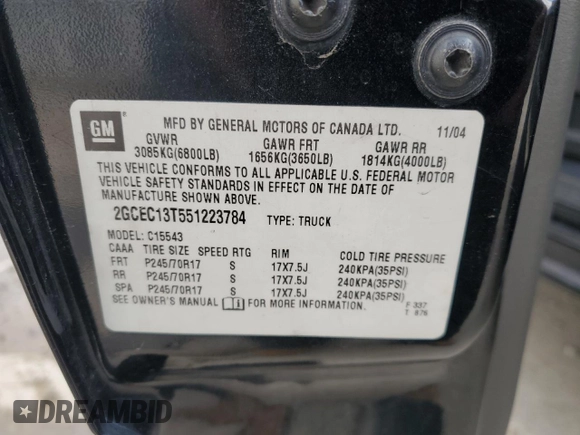 GM
MFD BY GENERAL MOTORS OF CANADA LTD. 11/04
GVWR GAWR FRT GAWR RR
3085KG(6800LB) 1656KG(3650LB) 1814KG(4000LB)
THIS VEHICLE CONFORMS TO ALL APPLICABLE U.S. FEDERAL MOTOR
VEHICLE SAFETY STANDARDS IN EFFECT ON THE DATE OF
MANUFACTURE SHOWN ABOVE.
2GCEC13T551223784 TYPE: TRUCK
MODEL: C15543
CAAA TIRE SIZE SPEED RTG RIM COLD TIRE PRESSURE
FRT P245/70R17 S 17X7.5J 240KPA(35PSI)
RR P245/70R17 S 17X7.5J 240KPA(35PSI)
SPA P245/70R17 S 17X7.5J 240KPA(35PSI)
SEE OWNER'S MANUAL FOR MORE INFORMATION. F 337
T 876
DREAMBID